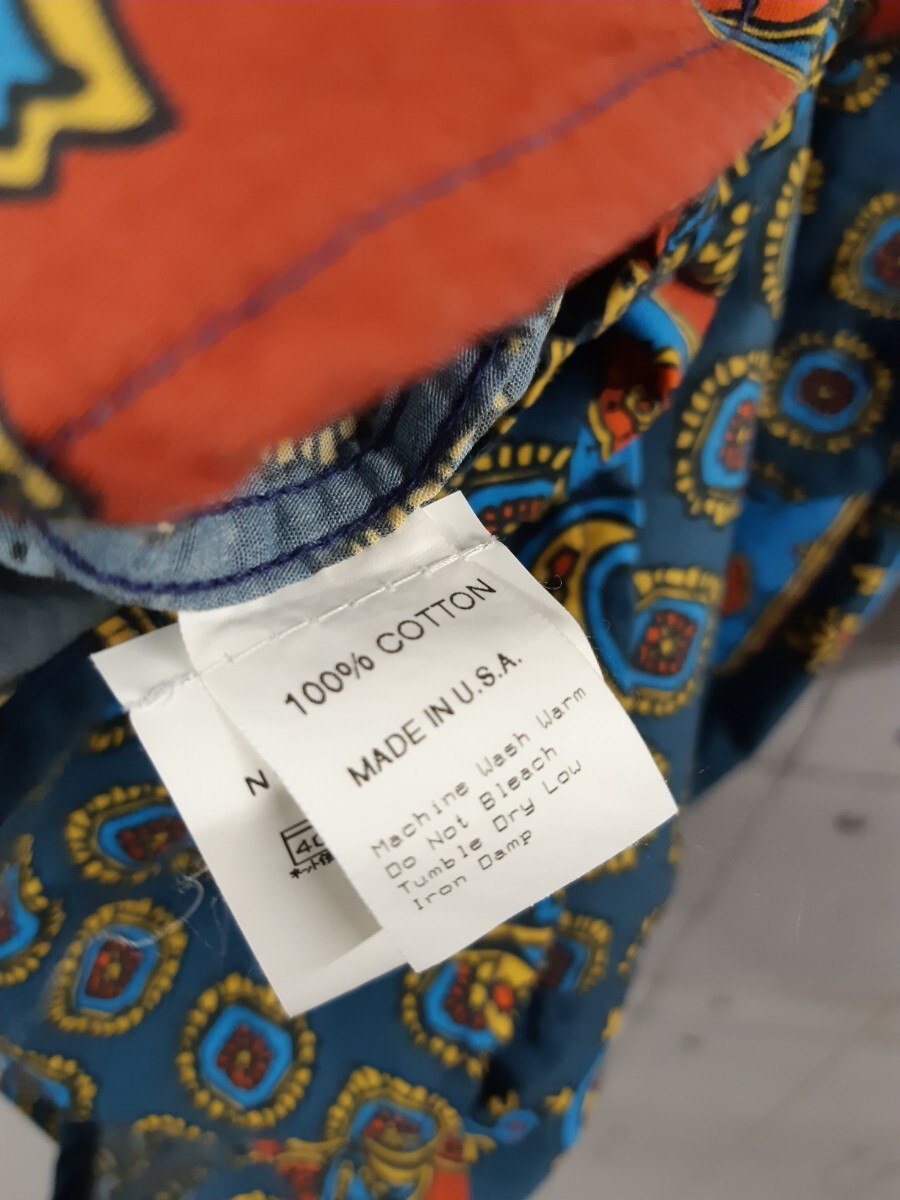 100% COTTON
MADE IN U.S.A.
Machine Wash Warm
Do Not Bleach
Tumble Dry Low
Iron Damp
N
40